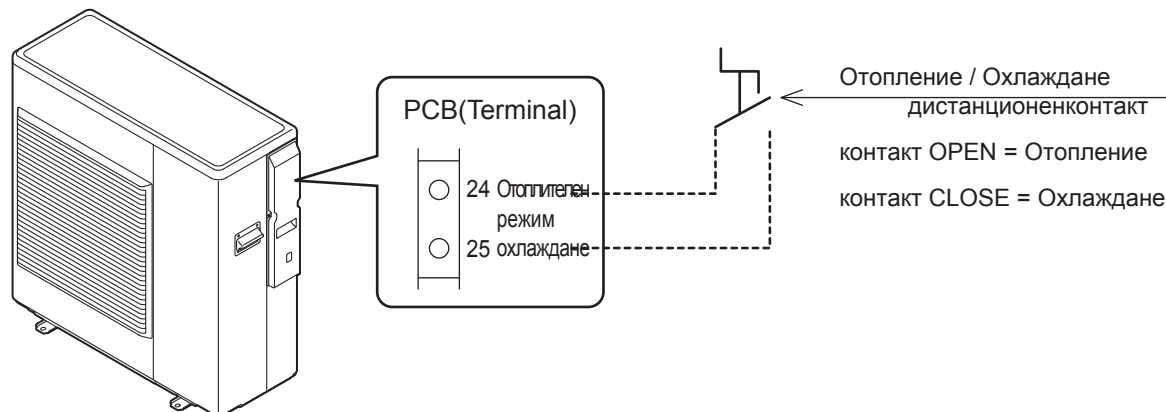 PCB(Terminal)
24 Отоплителен
режим
25 охлаждане
Отопление / Охлаждане
дистанционенконтакт
контакт OPEN = Отопление
контакт CLOSE = Охлаждане